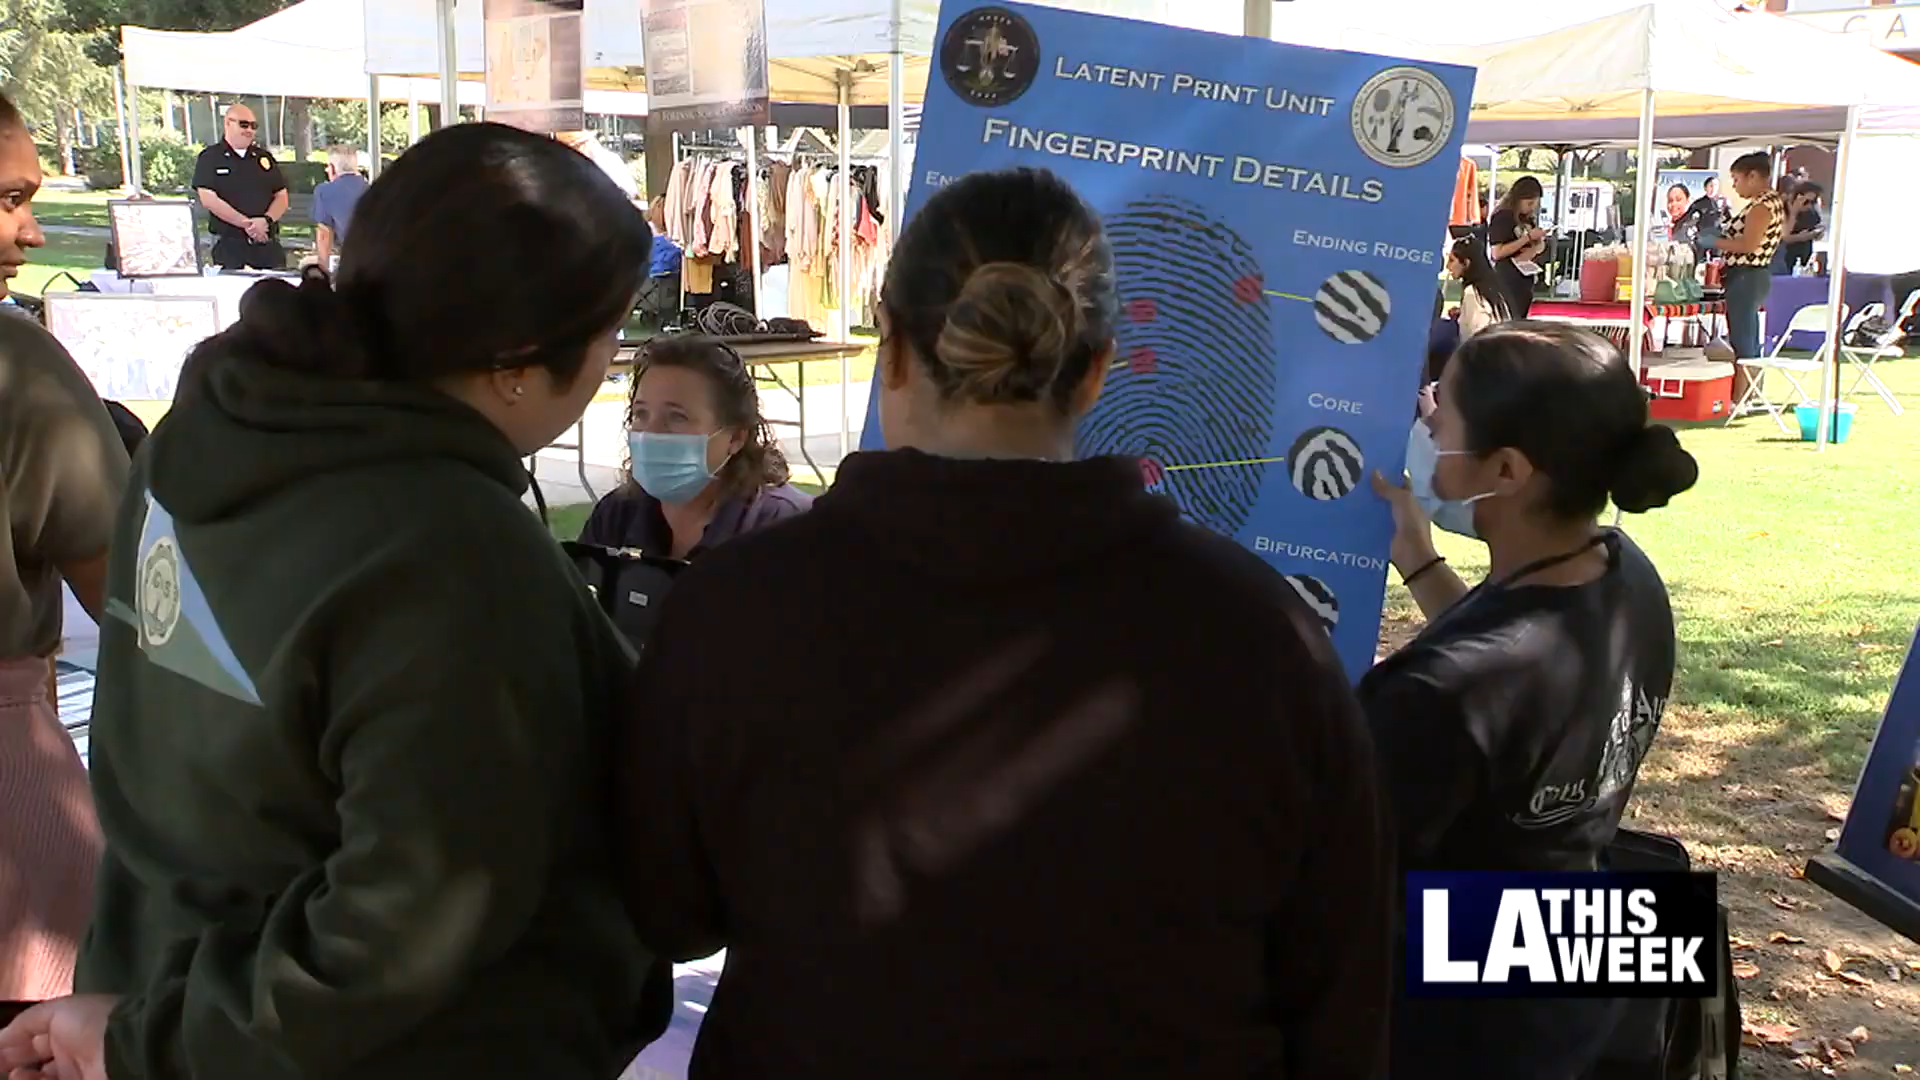 LATENT PRINT UNIT
FINGERPRINT DETAILS
ENDING RIDGE
CORE
BIFURCATION
LA THIS WEEK